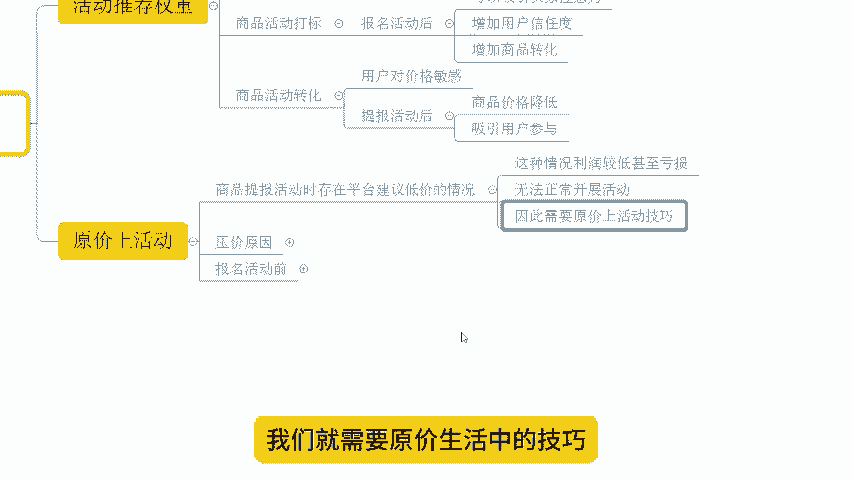 活动推荐权重
商品活动打标
报名活动后
增加用户信任度
增加商品转化
商品活动转化
用户对价格敏感
提报活动后
商品价格降低
吸引用户参与
原价上活动
商品提报活动时存在平台建议低价的情况
这种情况利润较低甚至亏损
无法正常开展活动
因此需要原价上活动技巧
压价原因
报名活动前
我们就需要原价生活中的技巧